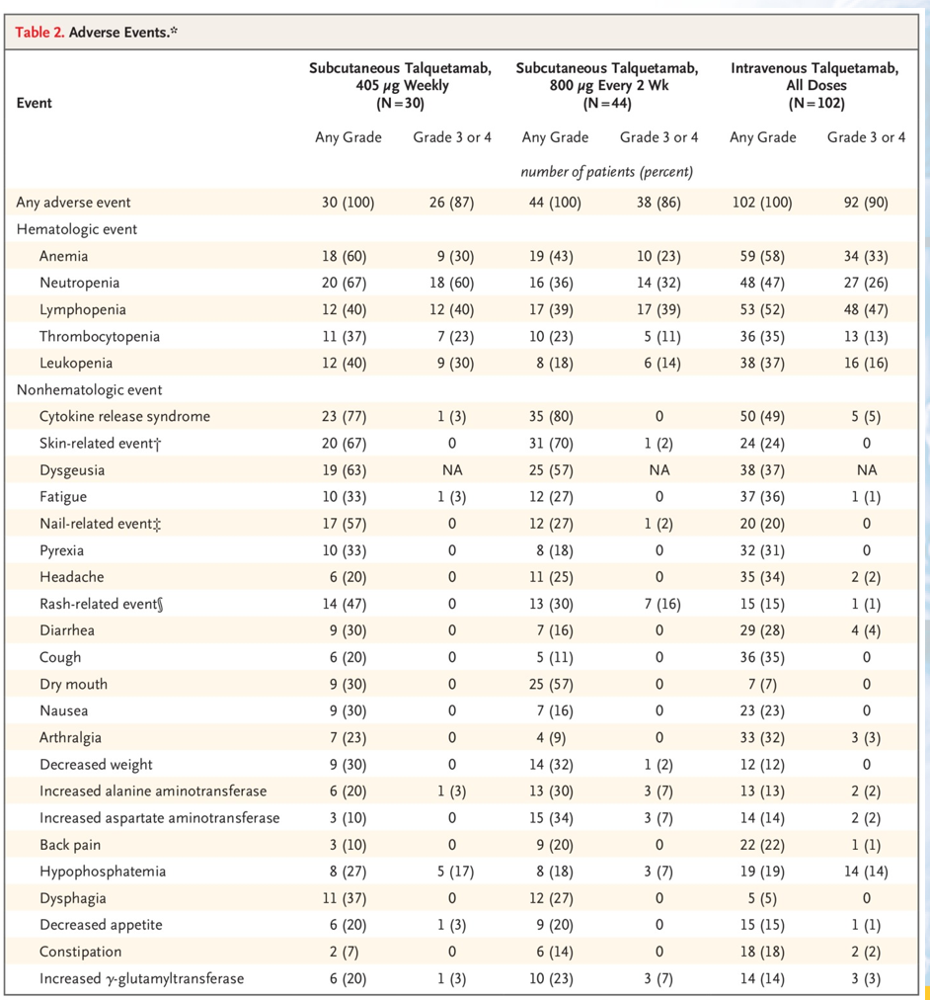 Table 2. Adverse Events.*
Event Subcutaneous Talquetamab, 405 µg Weekly (N=30) Subcutaneous Talquetamab, 800 µg Every 2 Wk (N=44) Intravenous Talquetamab, All Doses (N=102)
Any Grade Grade 3 or 4 Any Grade Grade 3 or 4 Any Grade Grade 3 or 4
number of patients (percent)
Any adverse event 30 (100) 26 (87) 44 (100) 38 (86) 102 (100) 92 (90)
Hematologic event
Anemia 18 (60) 9 (30) 19 (43) 10 (23) 59 (58) 34 (33)
Neutropenia 20 (67) 18 (60) 16 (36) 14 (32) 48 (47) 27 (26)
Lymphopenia 12 (40) 12 (40) 17 (39) 17 (39) 53 (52) 48 (47)
Thrombocytopenia 11 (37) 7 (23) 10 (23) 5 (11) 36 (35) 13 (13)
Leukopenia 12 (40) 9 (30) 8 (18) 6 (14) 38 (37) 16 (16)
Nonhematologic event
Cytokine release syndrome 23 (77) 1 (3) 35 (80) 0 50 (49) 5 (5)
Skin-related event† 20 (67) 0 31 (70) 1 (2) 24 (24) 0
Dysgeusia 19 (63) NA 25 (57) NA 38 (37) NA
Fatigue 10 (33) 1 (3) 12 (27) 0 37 (36) 1 (1)
Nail-related event‡ 17 (57) 0 12 (27) 1 (2) 20 (20) 0
Pyrexia 10 (33) 0 8 (18) 0 32 (31) 0
Headache 6 (20) 0 11 (25) 0 35 (34) 2 (2)
Rash-related event§ 14 (47) 0 13 (30) 7 (16) 15 (15) 1 (1)
Diarrhea 9 (30) 0 7 (16) 0 29 (28) 4 (4)
Cough 6 (20) 0 5 (11) 0 36 (35) 0
Dry mouth 9 (30) 0 25 (57) 0 7 (7) 0
Nausea 9 (30) 0 7 (16) 0 23 (23) 0
Arthralgia 7 (23) 0 4 (9) 0 33 (32) 3 (3)
Decreased weight 9 (30) 0 14 (32) 1 (2) 12 (12) 0
Increased alanine aminotransferase 6 (20) 1 (3) 13 (30) 3 (7) 13 (13) 2 (2)
Increased aspartate aminotransferase 3 (10) 0 15 (34) 3 (7) 14 (14) 2 (2)
Back pain 3 (10) 0 9 (20) 0 22 (22) 1 (1)
Hypophosphatemia 8 (27) 5 (17) 8 (18) 3 (7) 19 (19) 14 (14)
Dysphagia 11 (37) 0 12 (27) 0 5 (5) 0
Decreased appetite 6 (20) 1 (3) 9 (20) 0 15 (15) 1 (1)
Constipation 2 (7) 0 6 (14) 0 18 (18) 2 (2)
Increased γ-glutamyltransferase 6 (20) 1 (3) 10 (23) 3 (7) 14 (14) 3 (3)